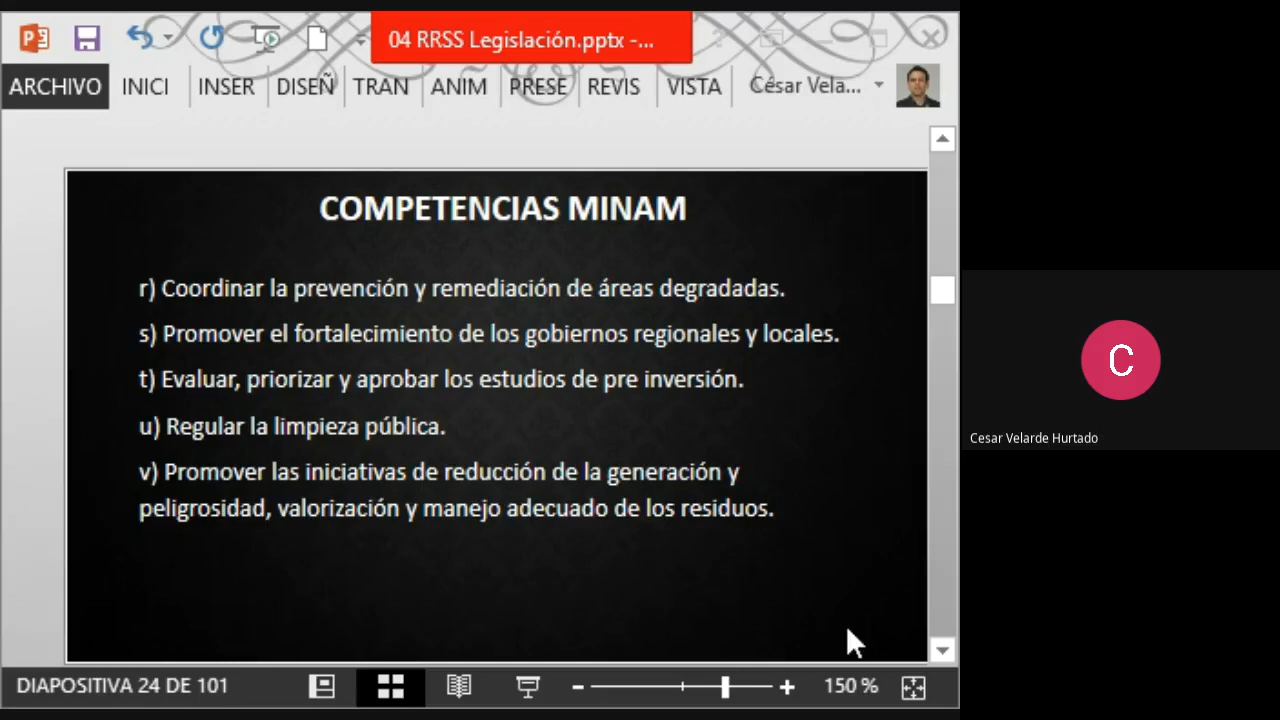 04 RRSS Legislación.pptx -...
ARCHIVO INICI INSER DISEÑ TRAN ANIM PRESE REVIS VISTA César Vela...
COMPETENCIAS MINAM
r) Coordinar la prevención y remediación de áreas degradadas.
s) Promover el fortalecimiento de los gobiernos regionales y locales.
t) Evaluar, priorizar y aprobar los estudios de pre inversión.
u) Regular la limpieza pública.
v) Promover las iniciativas de reducción de la generación y
peligrosidad, valorización y manejo adecuado de los residuos.
C
Cesar Velarde Hurtado
DIAPOSITIVA 24 DE 101 150 %